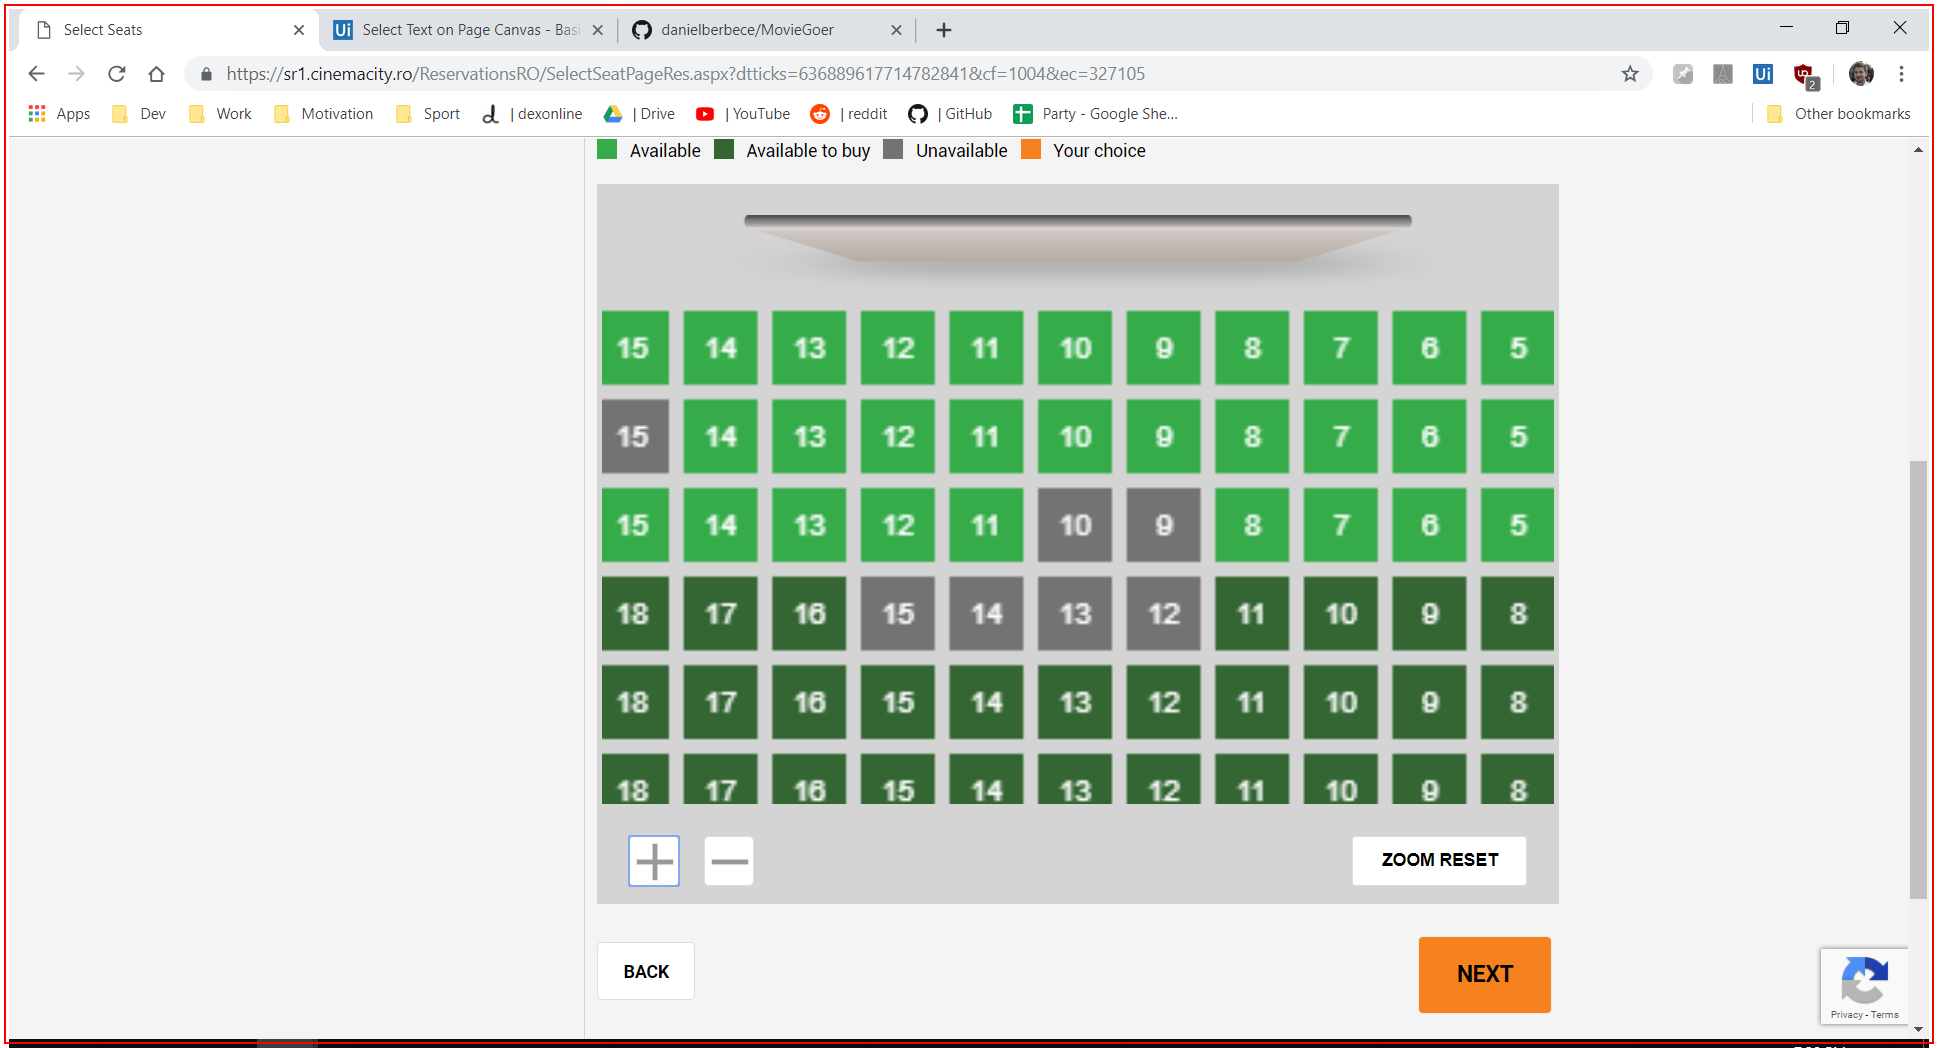 Select Seats
Select Text on Page Canvas - Basi
danielberbece/MovieGoer
https://sr1.cinemacity.ro/ReservationsRO/SelectSeatPageRes.aspx?dtticks=636889617714782841&cf=1004&ec=327105
Ui
2
Apps Dev Work Motivation Sport | dexonline | Drive | YouTube | reddit | GitHub Party - Google She... Other bookmarks
Available Available to buy Unavailable Your choice
15 14 13 12 11 10 9 8 7 6 5
15 14 13 12 11 10 9 8 7 6 5
15 14 13 12 11 10 9 8 7 6 5
18 17 16 15 14 13 12 11 10 9 8
18 17 16 15 14 13 12 11 10 9 8
18 17 16 15 14 13 12 11 10 9 8
ZOOM RESET
BACK
NEXT
Privacy - Terms